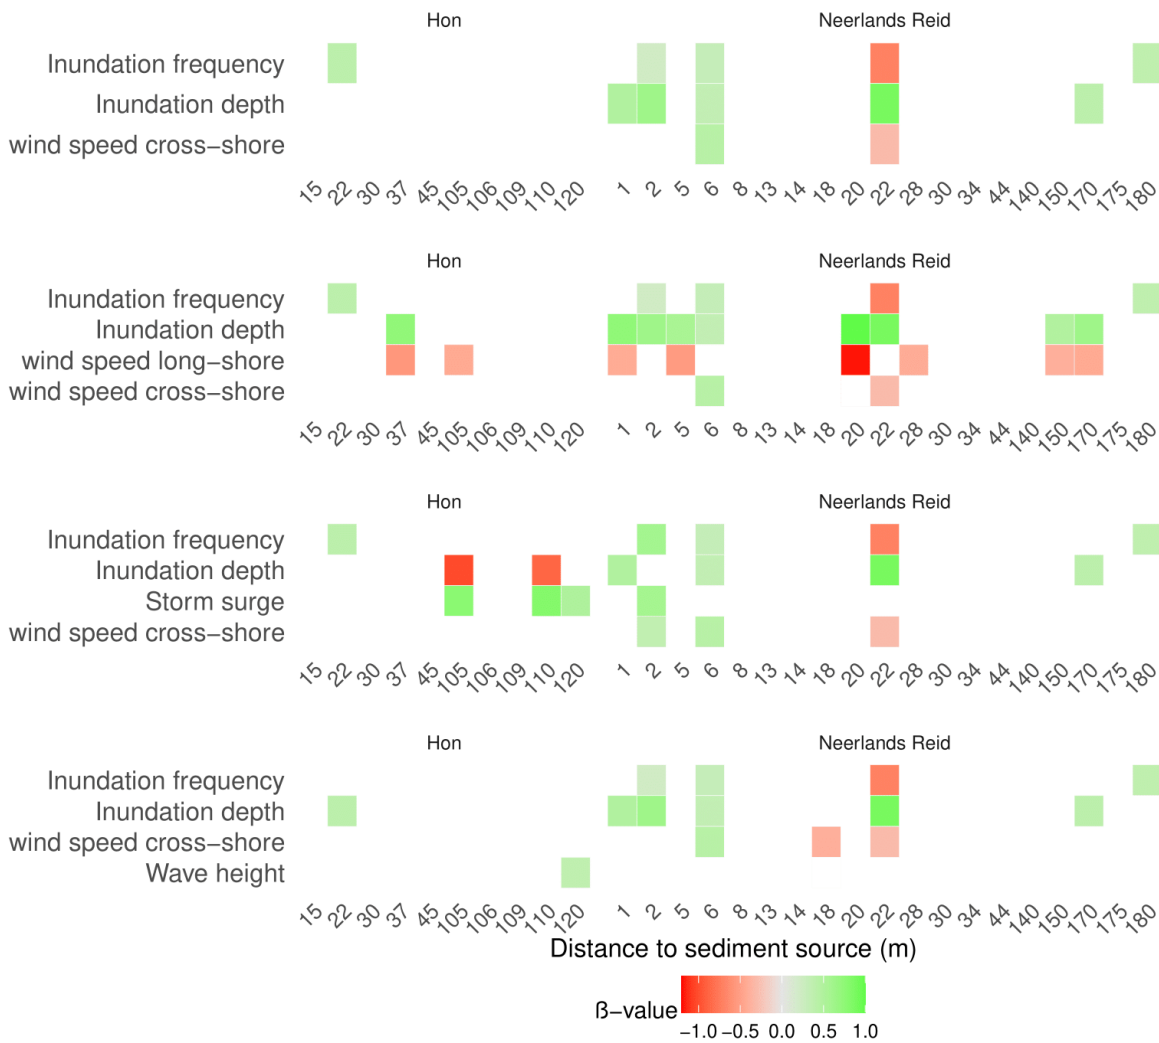 Hon Neerlands Reid
Inundation frequency
Inundation depth
wind speed cross−shore
15 22 30 37 45 105 106 109 110 120 1 2 5 6 8 13 14 18 20 22 28 30 34 44 140 150 170 175 180
Hon Neerlands Reid
Inundation frequency
Inundation depth
wind speed long−shore
wind speed cross−shore
15 22 30 37 45 105 106 109 110 120 1 2 5 6 8 13 14 18 20 22 28 30 34 44 140 150 170 175 180
Hon Neerlands Reid
Inundation frequency
Inundation depth
Storm surge
wind speed cross−shore
15 22 30 37 45 105 106 109 110 120 1 2 5 6 8 13 14 18 20 22 28 30 34 44 140 150 170 175 180
Hon Neerlands Reid
Inundation frequency
Inundation depth
wind speed cross−shore
Wave height
15 22 30 37 45 105 106 109 110 120 1 2 5 6 8 13 14 18 20 22 28 30 34 44 140 150 170 175 180
Distance to sediment source (m)
ß−value
−1.0 −0.5 0.0 0.5 1.0